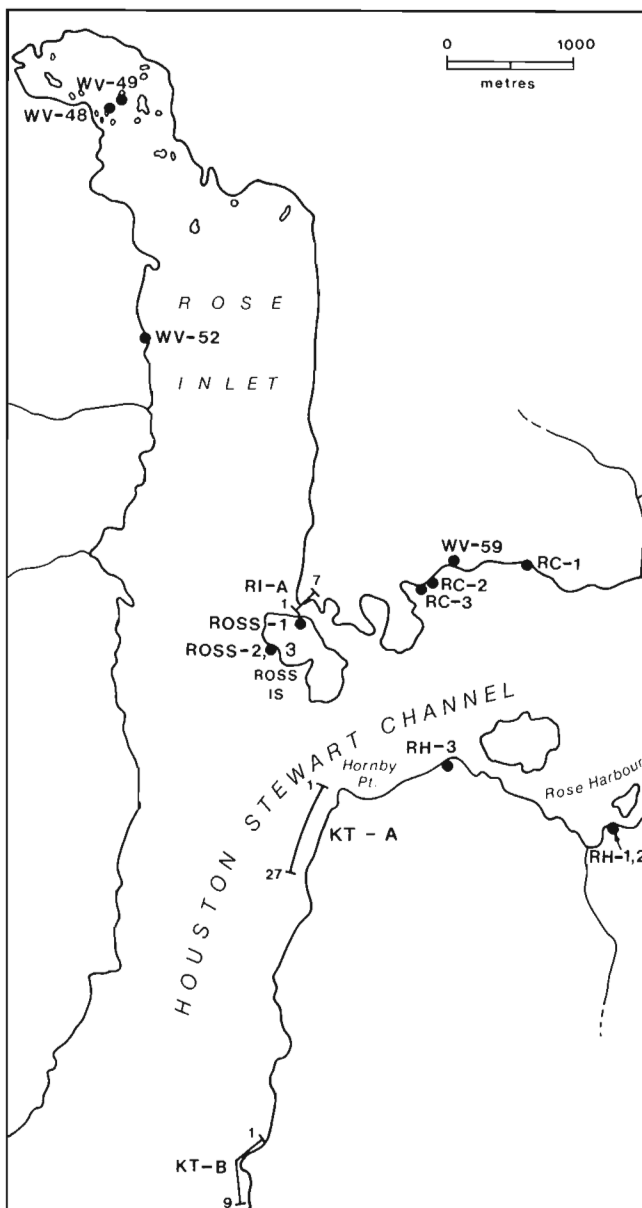 0 1000
metres
WV-49
WV-48
ROSE
WV-52
INLET
WV-59
RC-1
RI-A
7
RC-2
1
RC-3
ROSS-1
ROSS-2, 3
ROSS
IS
HOUSTON STEWART CHANNEL
RH-3
Hornby
Pt.
Rose Harbour
1
KT-A
RH-1,2
27
1
KT-B
9